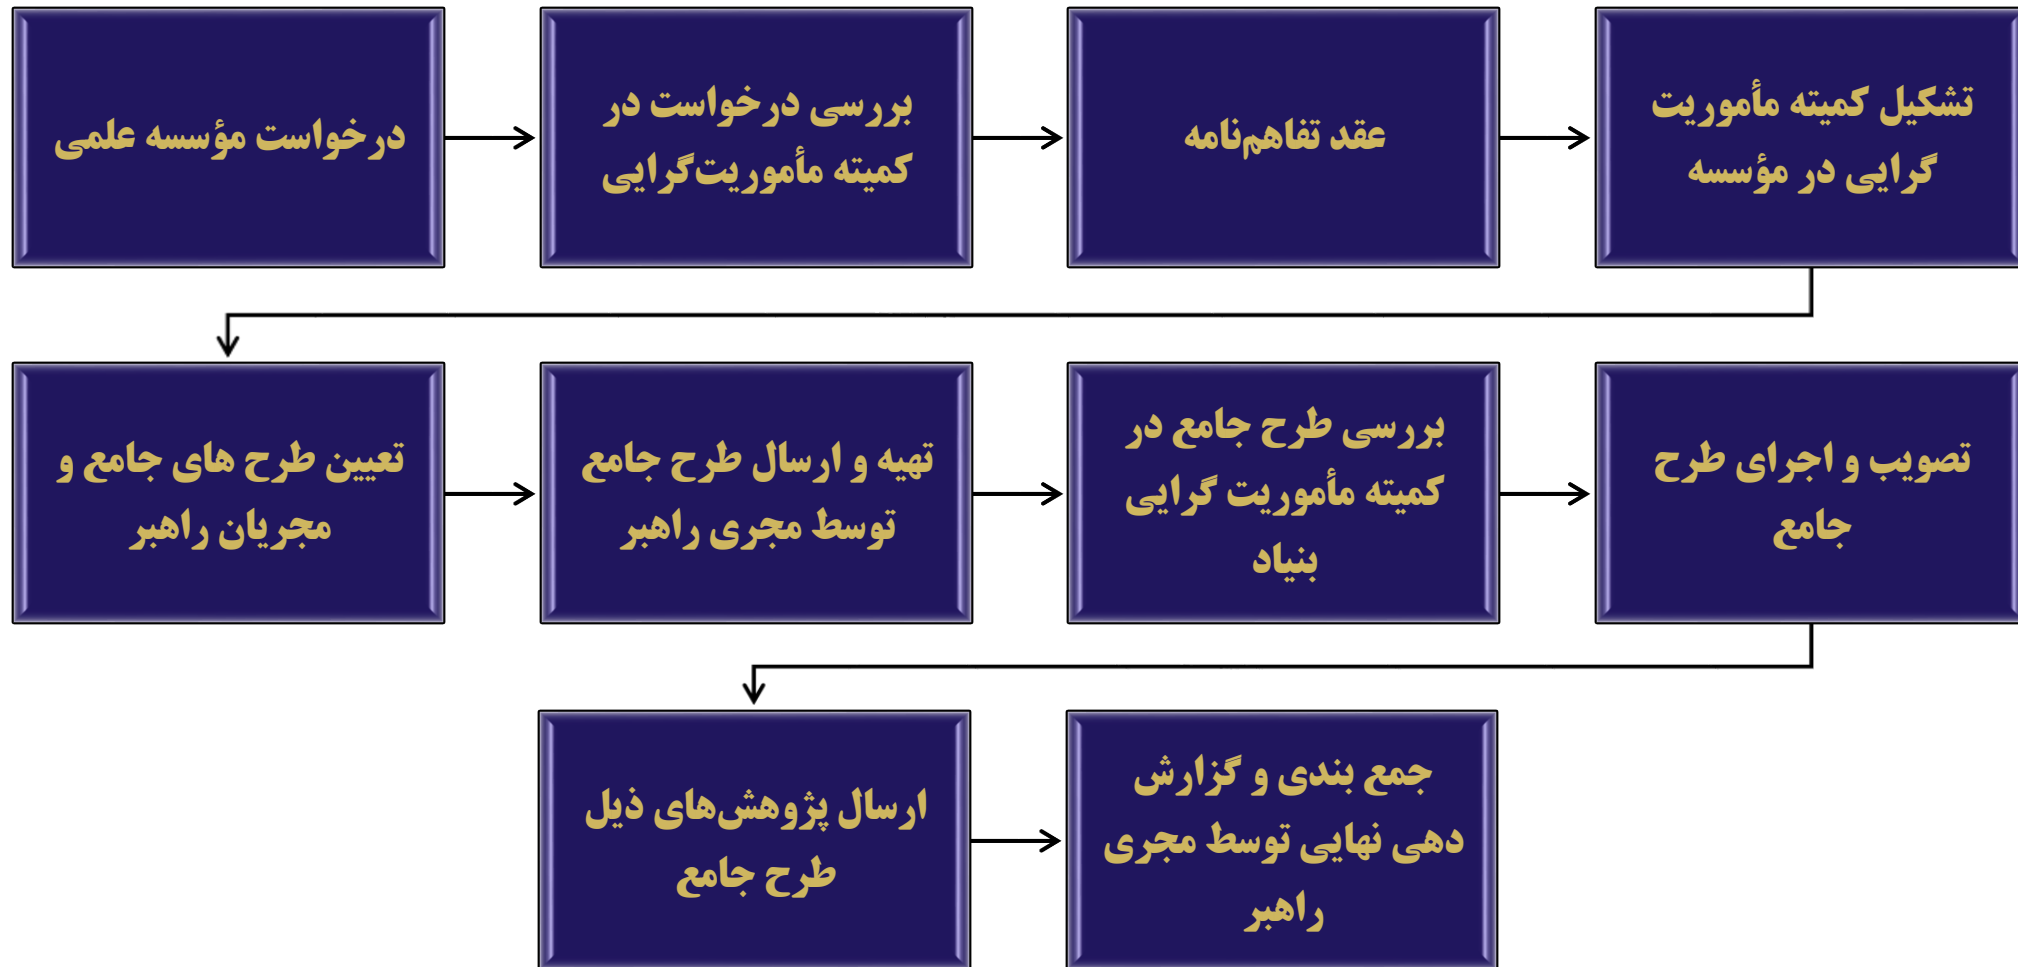 درخواست مؤسسه علمی
بررسی درخواست در
کمیته مأموریت‌گرایی
عقد تفاهم‌نامه
تشکیل کمیته مأموریت
گرایی در مؤسسه
تعیین طرح های جامع و
مجریان راهبر
تهیه و ارسال طرح جامع
توسط مجری راهبر
بررسی طرح جامع در
کمیته مأموریت گرایی
بنیاد
تصویب و اجرای طرح
جامع
ارسال پژوهش‌های ذیل
طرح جامع
جمع بندی و گزارش
دهی نهایی توسط مجری
راهبر